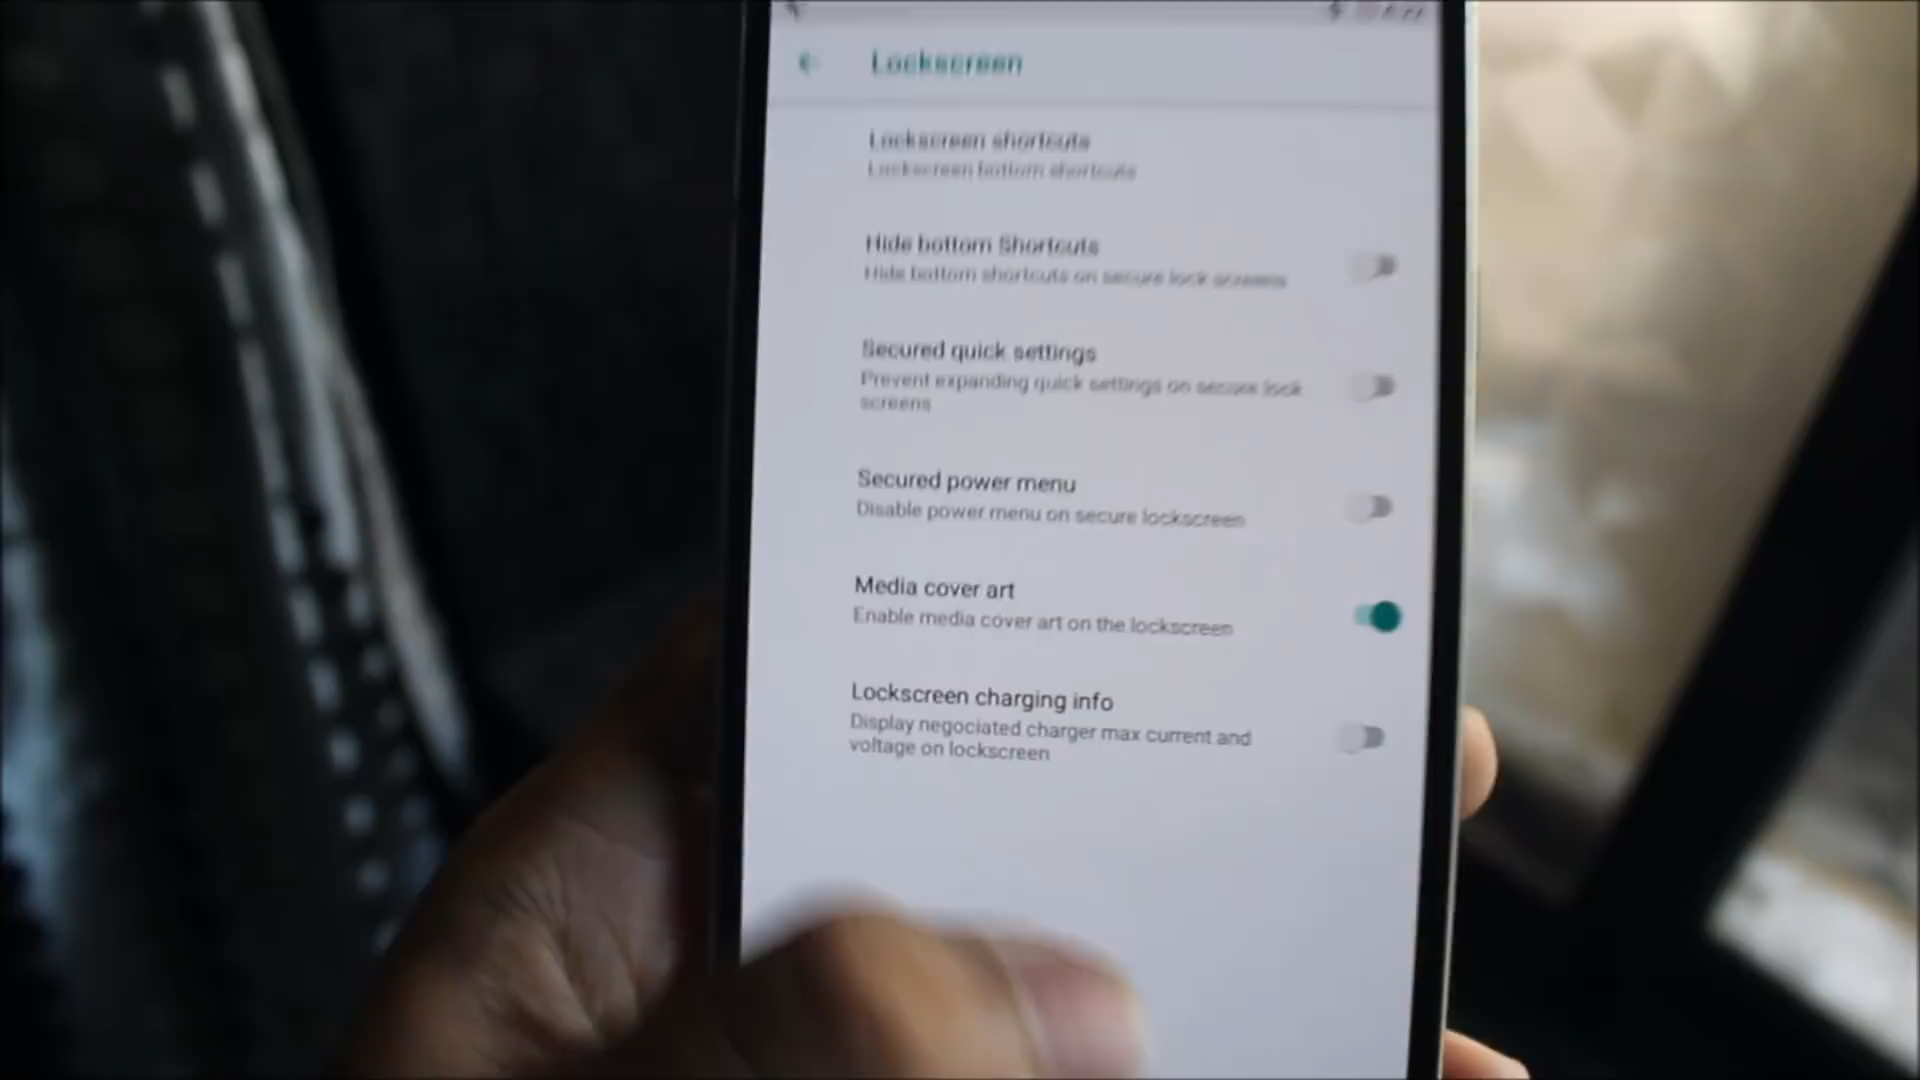 Lockscreen
Lockscreen shortcuts
Lockscreen bottom shortcuts
Hide bottom Shortcuts
Hide bottom shortcuts on secure lock screens
Secured quick settings
Prevent expanding quick settings on secure lock
screens
Secured power menu
Disable power menu on secure lockscreen
Media cover art
Enable media cover art on the lockscreen
Lockscreen charging info
Display negociated charger max current and
voltage on lockscreen